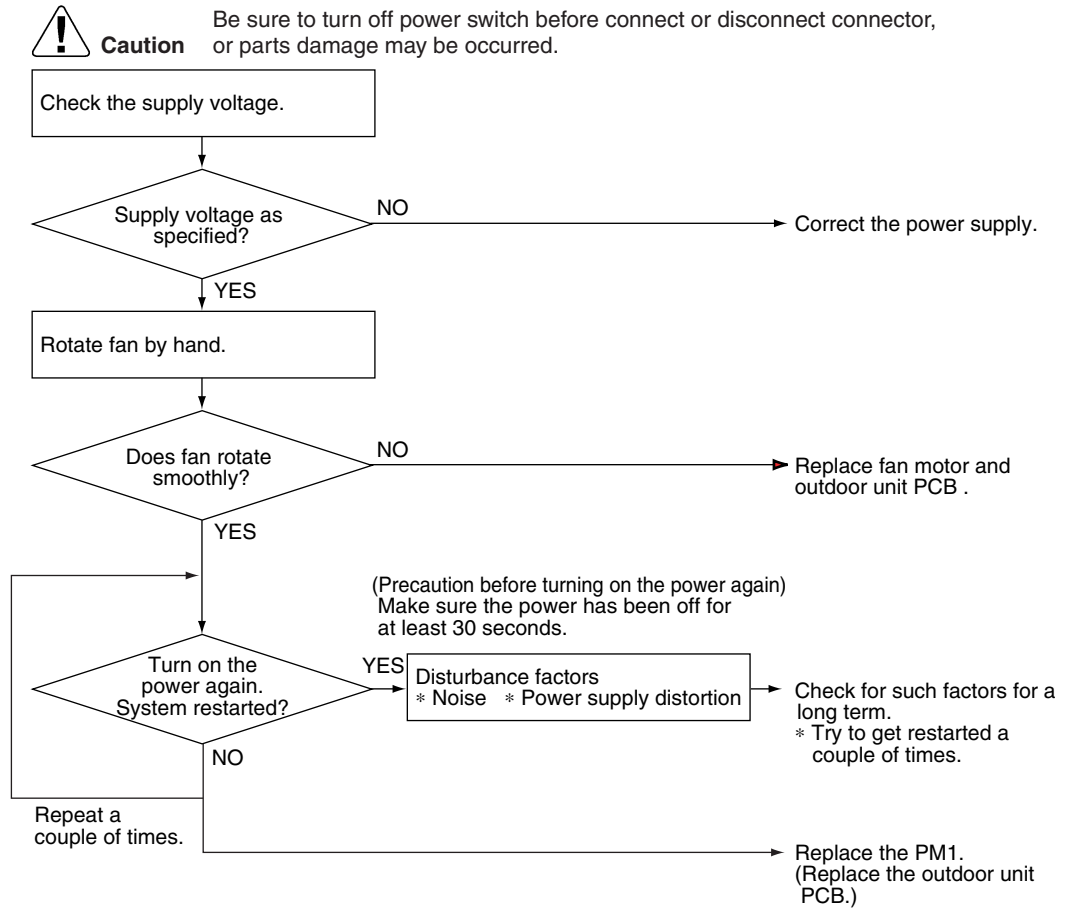 Be sure to turn off power switch before connect or disconnect connector,
Caution or parts damage may be occurred.
Check the supply voltage.
Supply voltage as
specified?
NO
Correct the power supply.
YES
Rotate fan by hand.
Does fan rotate
smoothly?
NO
Replace fan motor and
outdoor unit PCB .
YES
(Precaution before turning on the power again)
Make sure the power has been off for
at least 30 seconds.
Turn on the
power again.
System restarted?
YES
Disturbance factors
* Noise * Power supply distortion
Check for such factors for a
long term.
* Try to get restarted a
couple of times.
NO
Repeat a
couple of times.
Replace the PM1.
(Replace the outdoor unit
PCB.)